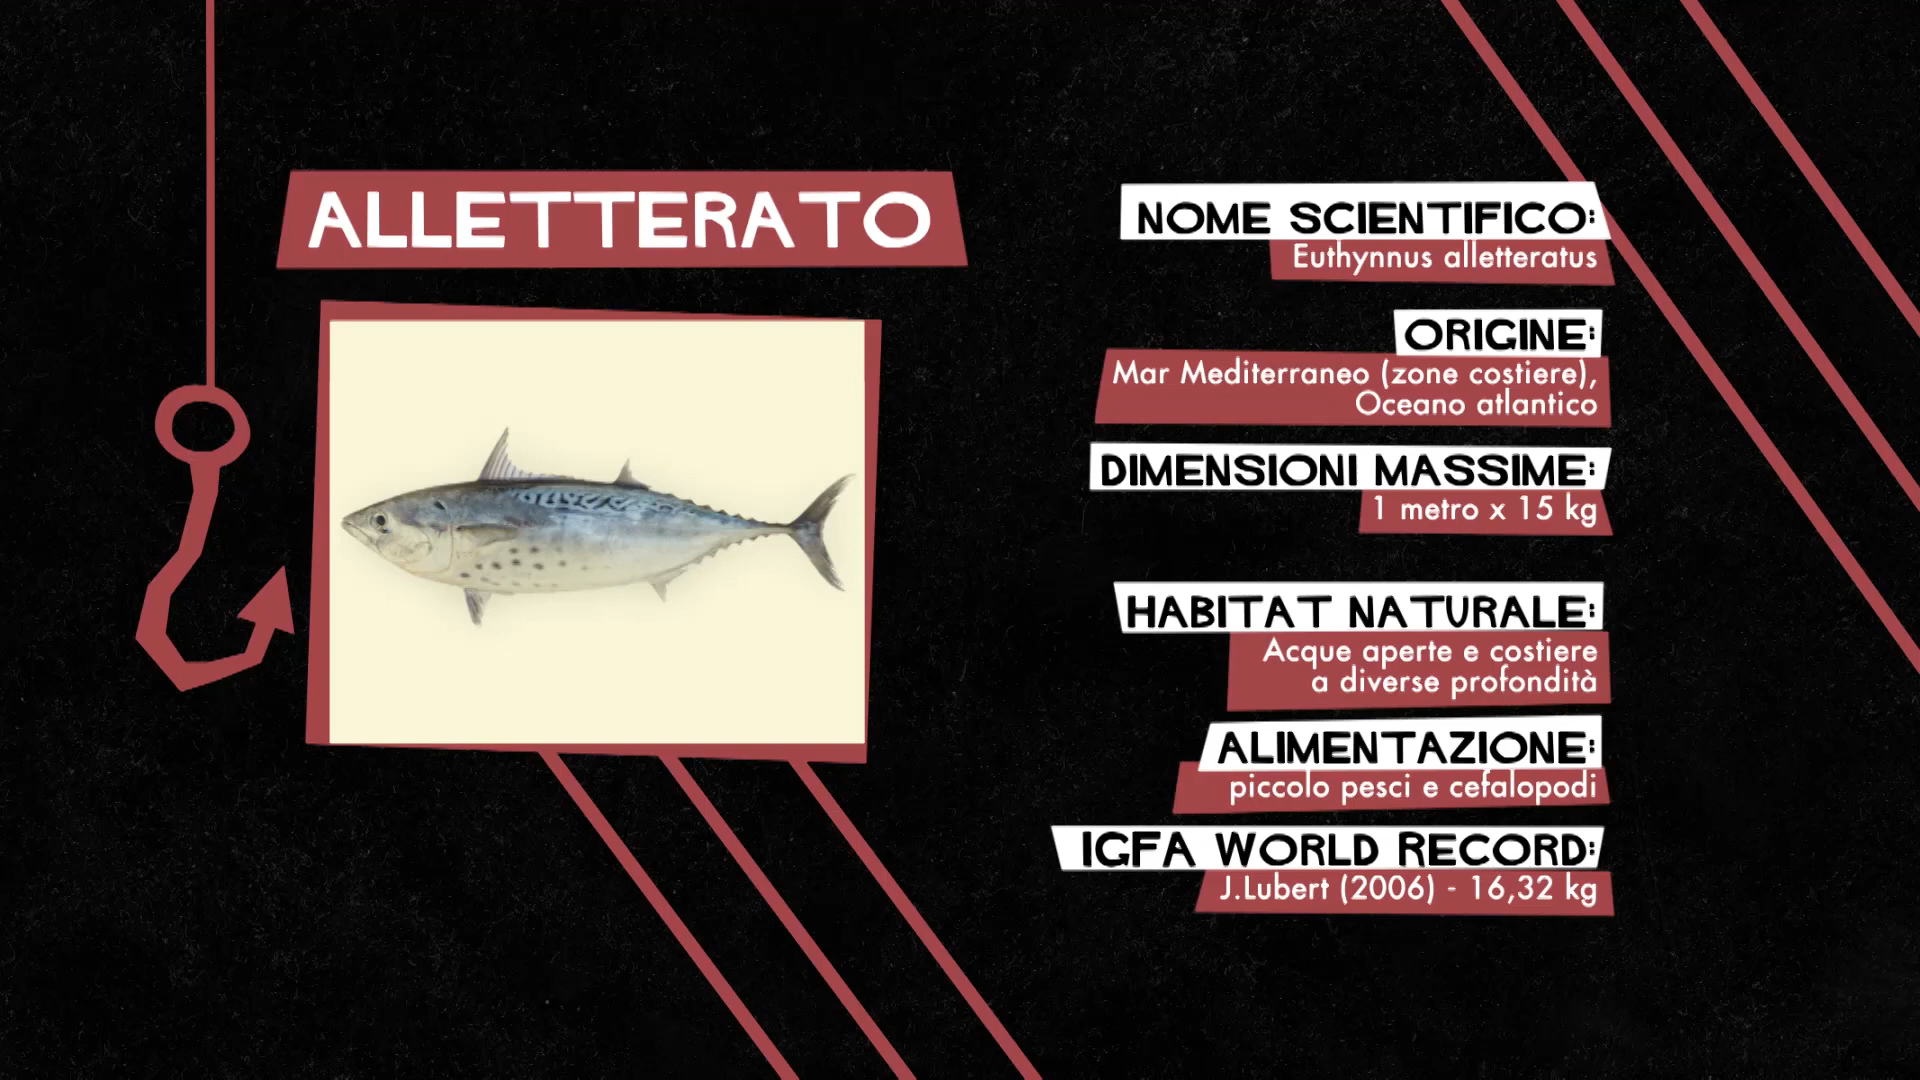 ALLETTERATO
NOME SCIENTIFICO:
Euthynnus alletteratus
ORIGINE:
Mar Mediterraneo (zone costiere),
Oceano atlantico
DIMENSIONI MASSIME:
1 metro x 15 kg
HABITAT NATURALE:
Acque aperte e costiere
a diverse profondità
ALIMENTAZIONE:
piccolo pesci e cefalopodi
IGFA WORLD RECORD:
J.Lubert (2006) - 16,32 kg